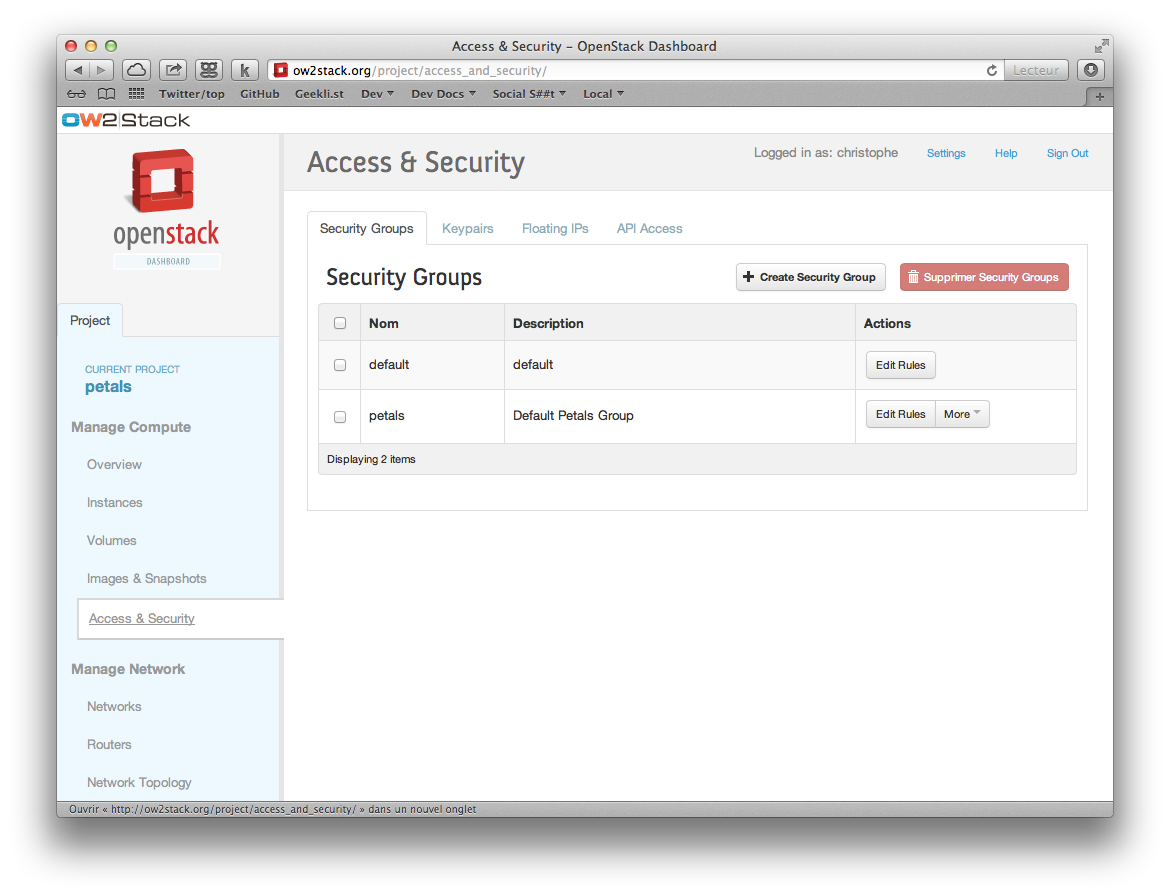 Access & Security – OpenStack Dashboard
k
ow2stack.org/project/access_and_security/
Lecteur
Twitter/top GitHub Geekli.st Dev Dev Docs Social S##t Local
OW2Stack
openstack
DASHBOARD
Project
CURRENT PROJECT
petals
Manage Compute
Overview
Instances
Volumes
Images & Snapshots
Access & Security
Manage Network
Networks
Routers
Network Topology
Access & Security
Logged in as: christophe Settings Help Sign Out
Security Groups Keypairs Floating IPs API Access
Security Groups
Create Security Group Supprimer Security Groups
Nom Description Actions
default default Edit Rules
petals Default Petals Group Edit Rules More
Displaying 2 items
Ouvrir « http://ow2stack.org/project/access_and_security/ » dans un nouvel onglet